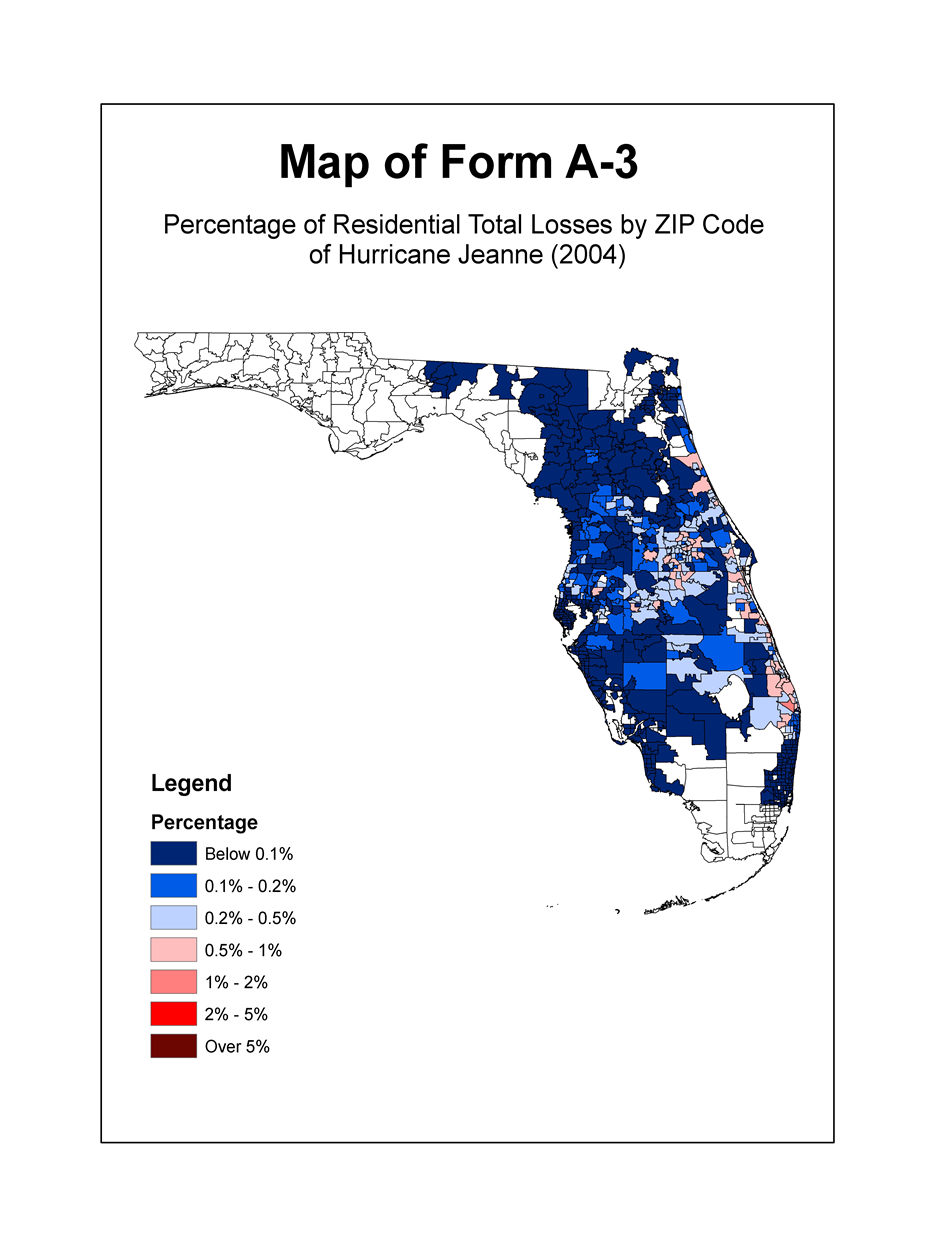 Map of Form A-3
Percentage of Residential Total Losses by ZIP Code
of Hurricane Jeanne (2004)
Legend
Percentage
Below 0.1%
0.1% - 0.2%
0.2% - 0.5%
0.5% - 1%
1% - 2%
2% - 5%
Over 5%